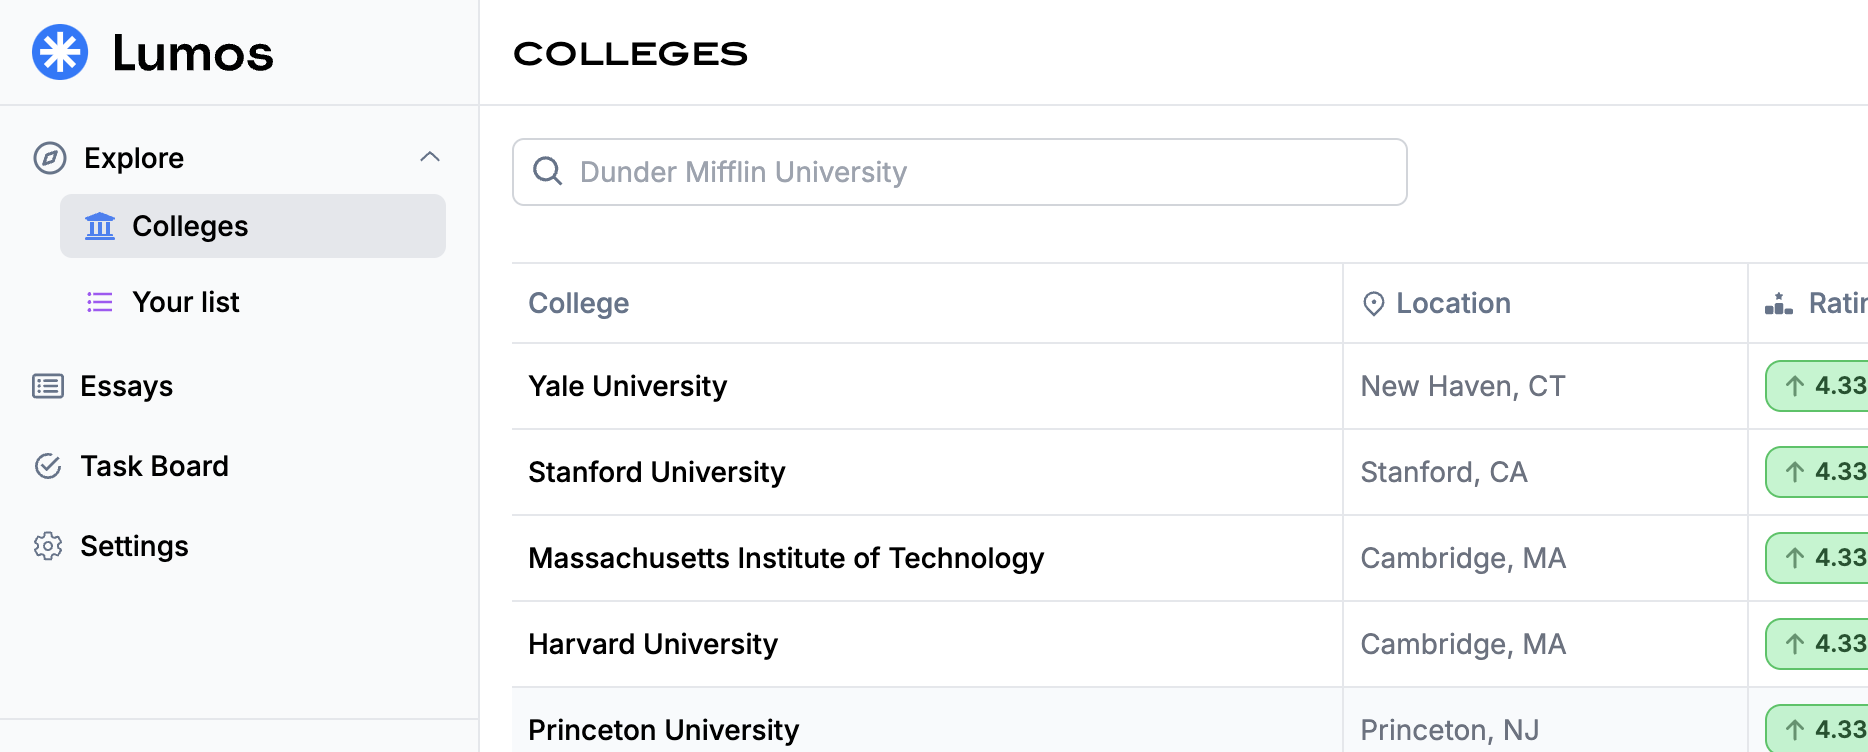 Lumos
COLLEGES
Explore
Colleges
Your list
Essays
Task Board
Settings
Dunder Mifflin University
College Location
Yale University New Haven, CT 4.33
Stanford University Stanford, CA 4.33
Massachusetts Institute of Technology Cambridge, MA 4.33
Harvard University Cambridge, MA 4.33
Princeton University Princeton, NJ 4.33